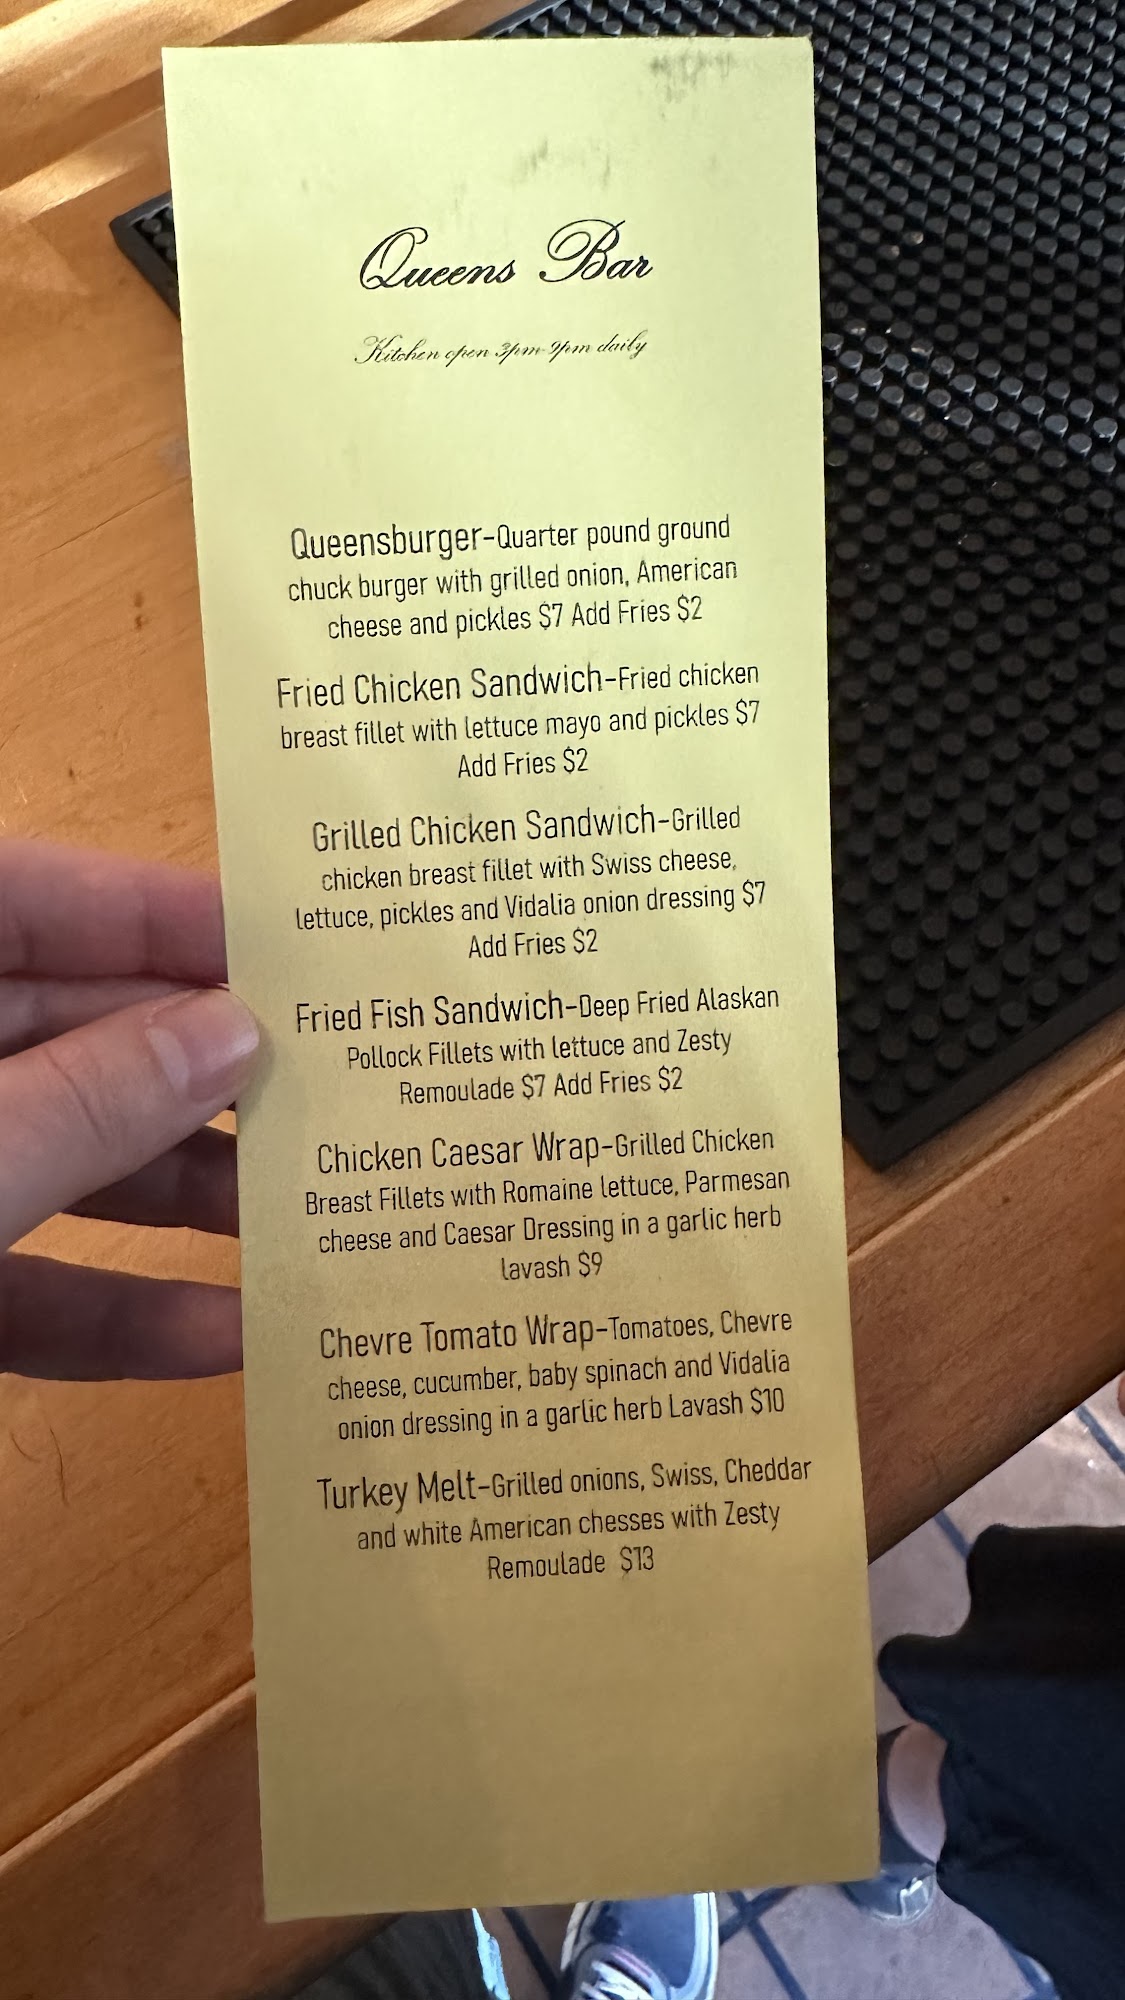 Queens Bar
Kitchen open 3pm-9pm daily
Queensburger-Quarter pound ground
chuck burger with grilled onion, American
cheese and pickles $7 Add Fries $2
Fried Chicken Sandwich-Fried chicken
breast fillet with lettuce mayo and pickles $7
Add Fries $2
Grilled Chicken Sandwich-Grilled
chicken breast fillet with Swiss cheese,
lettuce, pickles and Vidalia onion dressing $7
Add Fries $2
Fried Fish Sandwich-Deep Fried Alaskan
Pollock Fillets with lettuce and Zesty
Remoulade $7 Add Fries $2
Chicken Caesar Wrap-Grilled Chicken
Breast Fillets with Romaine lettuce, Parmesan
cheese and Caesar Dressing in a garlic herb
lavash $9
Chevre Tomato Wrap-Tomatoes, Chevre
cheese, cucumber, baby spinach and Vidalia
onion dressing in a garlic herb Lavash $10
Turkey Melt-Grilled onions, Swiss, Cheddar
and white American chesses with Zesty
Remoulade $13